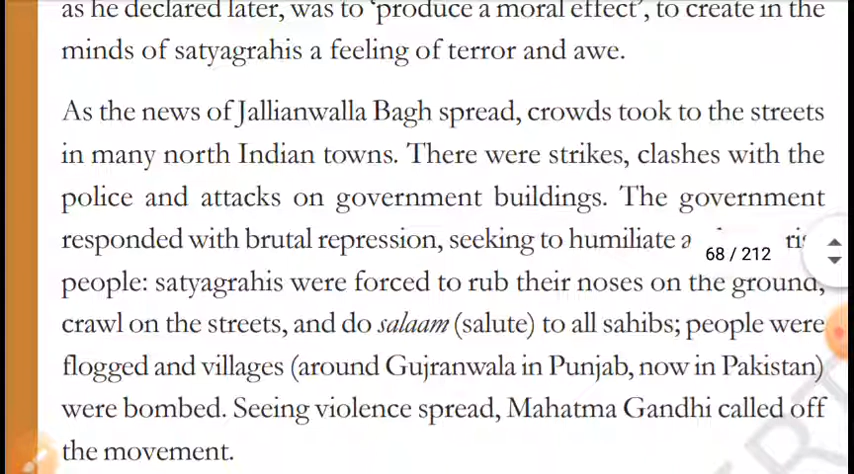 as he declared later, was to 'produce a moral effect', to create in the
minds of satyagrahis a feeling of terror and awe.
As the news of Jallianwalla Bagh spread, crowds took to the streets
in many north Indian towns. There were strikes, clashes with the
police and attacks on government buildings. The government
responded with brutal repression, seeking to humiliate
68 / 212
people: satyagrahis were forced to rub their noses on the ground,
crawl on the streets, and do salaam (salute) to all sahibs; people were
flogged and villages (around Gujranwala in Punjab, now in Pakistan)
were bombed. Seeing violence spread, Mahatma Gandhi called off
the movement.